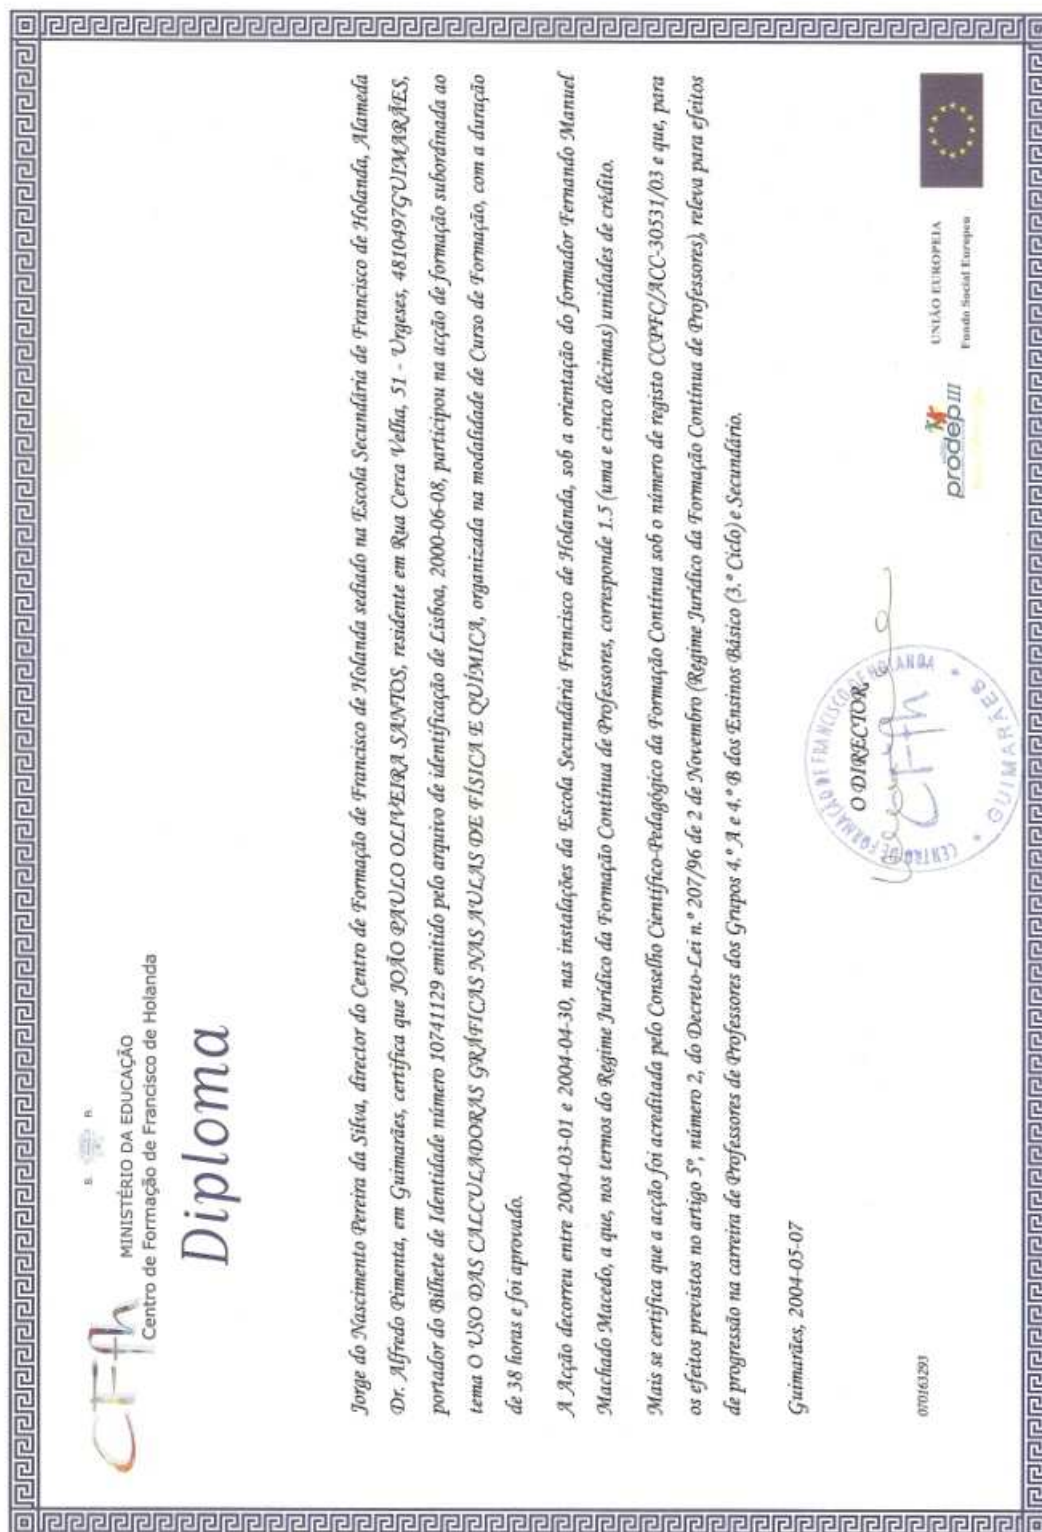 CFfh
MINISTÉRIO DA EDUCAÇÃO
Centro de Formação de Francisco de Holanda
Diploma
Jorge do Nascimento Pereira da Silva, director do Centro de Formação de Francisco de Holanda sediado na Escola Secundária de Francisco de Holanda, Alameda
Dr. Alfredo Pimenta, em Guimarães, certifica que JOÃO PAULO OLIVEIRA SANTOS, residente em Rua Cerca Velha, 51 - Urgeses, 4810497GUIMARÃES,
portador do Bilhete de Identidade número 10741129 emitido pelo arquivo de identificação de Lisboa, 2000-06-08, participou na acção de formação subordinada ao
tema O USO DAS CALCULADORAS GRÁFICAS NAS AULAS DE FÍSICA E QUÍMICA, organizada na modalidade de Curso de Formação, com a duração
de 38 horas e foi aprovado.
A Acção decorreu entre 2004-03-01 e 2004-04-30, nas instalações da Escola Secundária Francisco de Holanda, sob a orientação do formador Fernando Manuel
Machado Macedo, a que, nos termos do Regime Jurídico da Formação Contínua de Professores, corresponde 1.5 (uma e cinco décimas) unidades de crédito.
Mais se certifica que a acção foi acreditada pelo Conselho Científico-Pedagógico da Formação Contínua sob o número de registo CCPFC/ACC-30531/03 e que, para
os efeitos previstos no artigo 5º, número 2, do Decreto-Lei n.º 207/96 de 2 de Novembro (Regime Jurídico da Formação Contínua de Professores), releva para efeitos
de progressão na carreira de Professores de Professores dos Grupos 4.º A e 4.º B dos Ensinos Básico (3.º Ciclo) e Secundário.
Guimarães, 2004-05-07
O DIRECTOR,
CENTRO DE FORMAÇÃO DE FRANCISCO DE HOLANDA
CFfh
* GUIMARÃES *
070163293
prodep III
UNIÃO EUROPEIA
Fundo Social Europeu